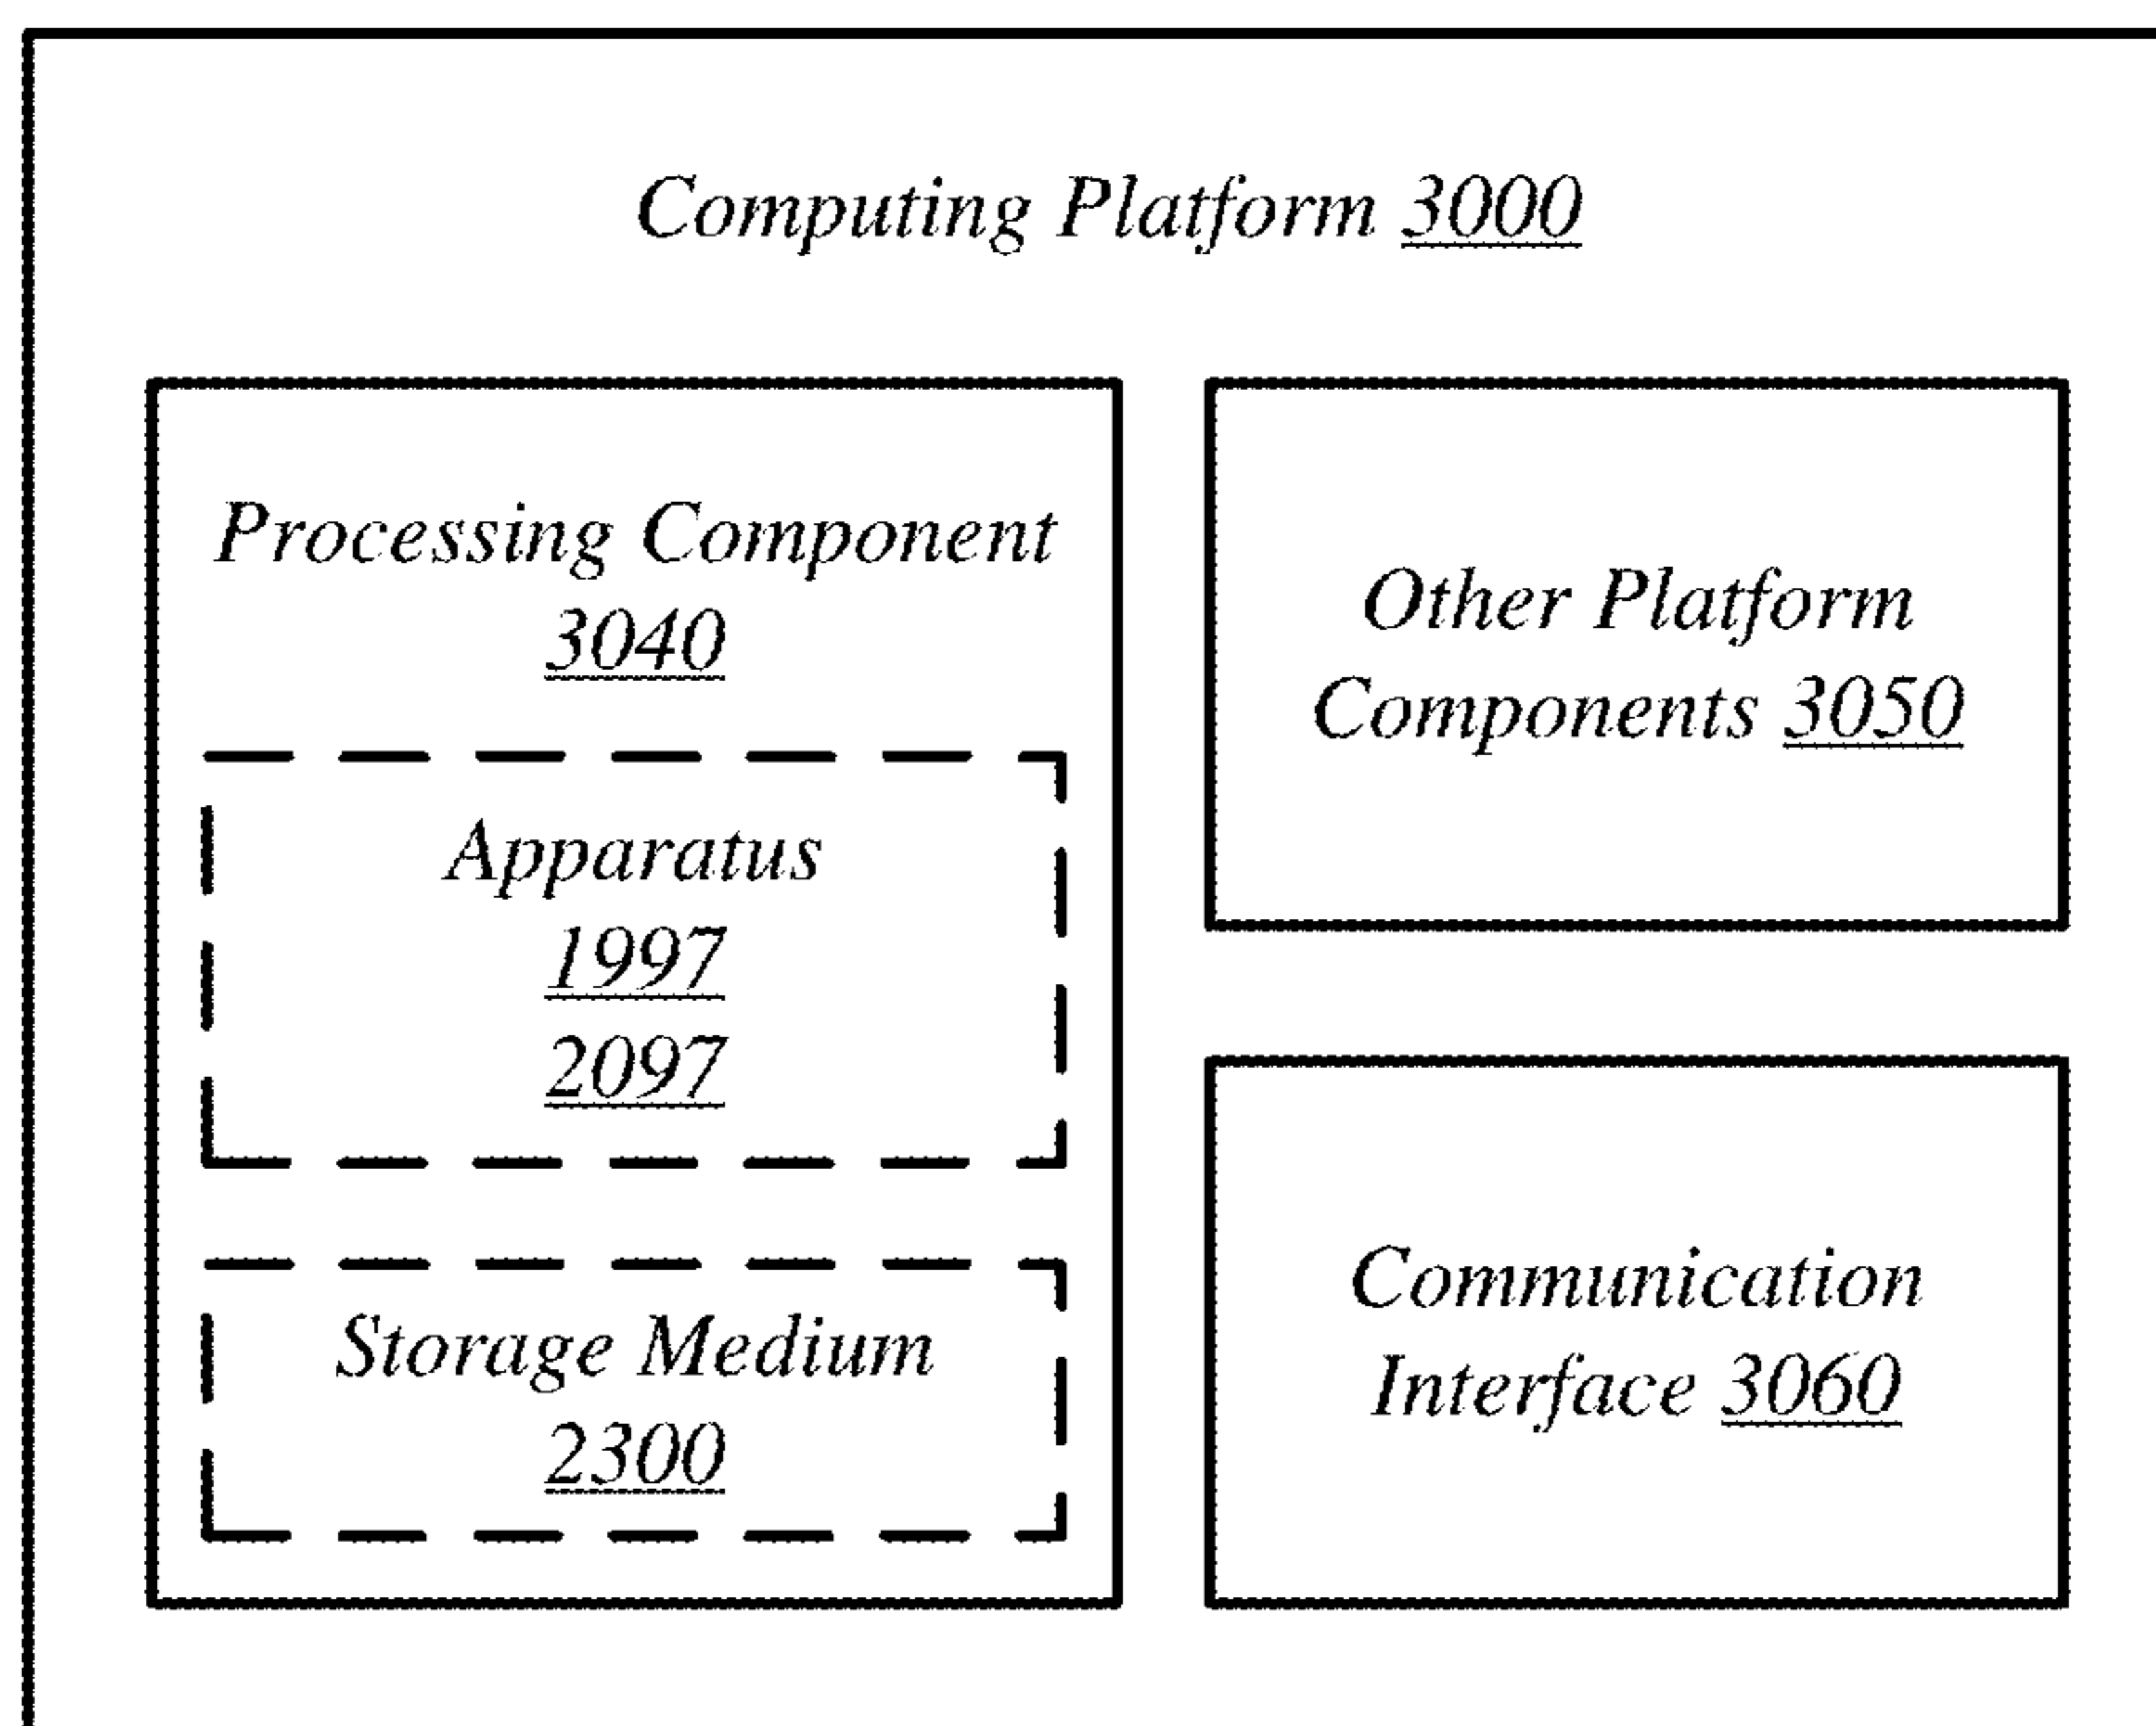 Computing Platform 3000
Processing Component
3040
Apparatus
1997
2097
Storage Medium
2300
Other Platform
Components 3050
Communication
Interface 3060